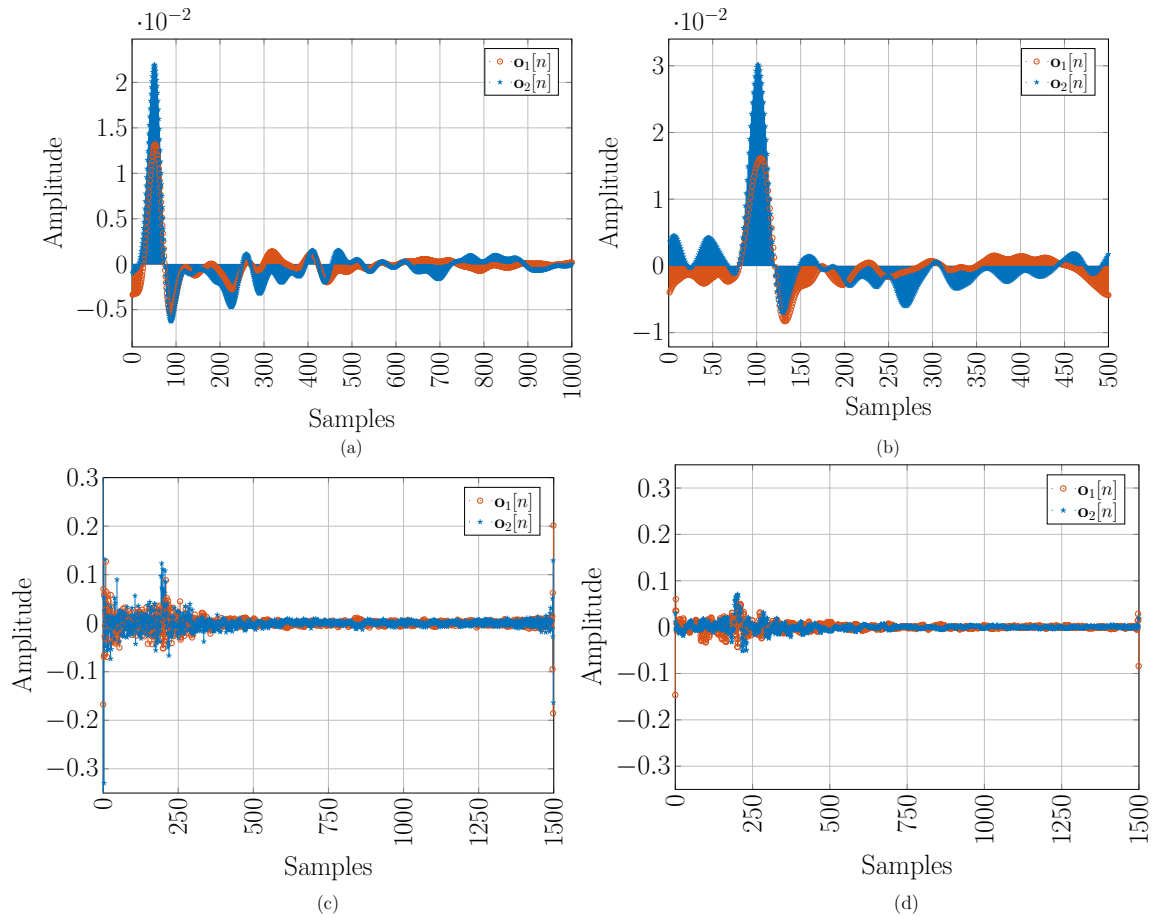 ·10⁻²
o₁[n]
o₂[n]
2
1.5
1
0.5
0
−0.5
Amplitude
0 100 200 300 400 500 600 700 800 900 1000
Samples
(a)
·10⁻²
o₁[n]
o₂[n]
3
2
1
0
−1
Amplitude
0 50 100 150 200 250 300 350 400 450 500
Samples
(b)
o₁[n]
o₂[n]
0.3
0.2
0.1
0
−0.1
−0.2
−0.3
Amplitude
0 250 500 750 1000 1250 1500
Samples
(c)
o₁[n]
o₂[n]
0.3
0.2
0.1
0
−0.1
−0.2
−0.3
Amplitude
0 250 500 750 1000 1250 1500
Samples
(d)